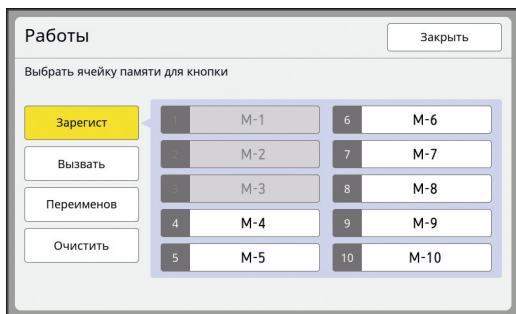 Работы
Закрыть
Выбрать ячейку памяти для кнопки
Зарегист
Вызвать
Переименов
Очистить
1 M-1
2 M-2
3 M-3
4 M-4
5 M-5
6 M-6
7 M-7
8 M-8
9 M-9
10 M-10